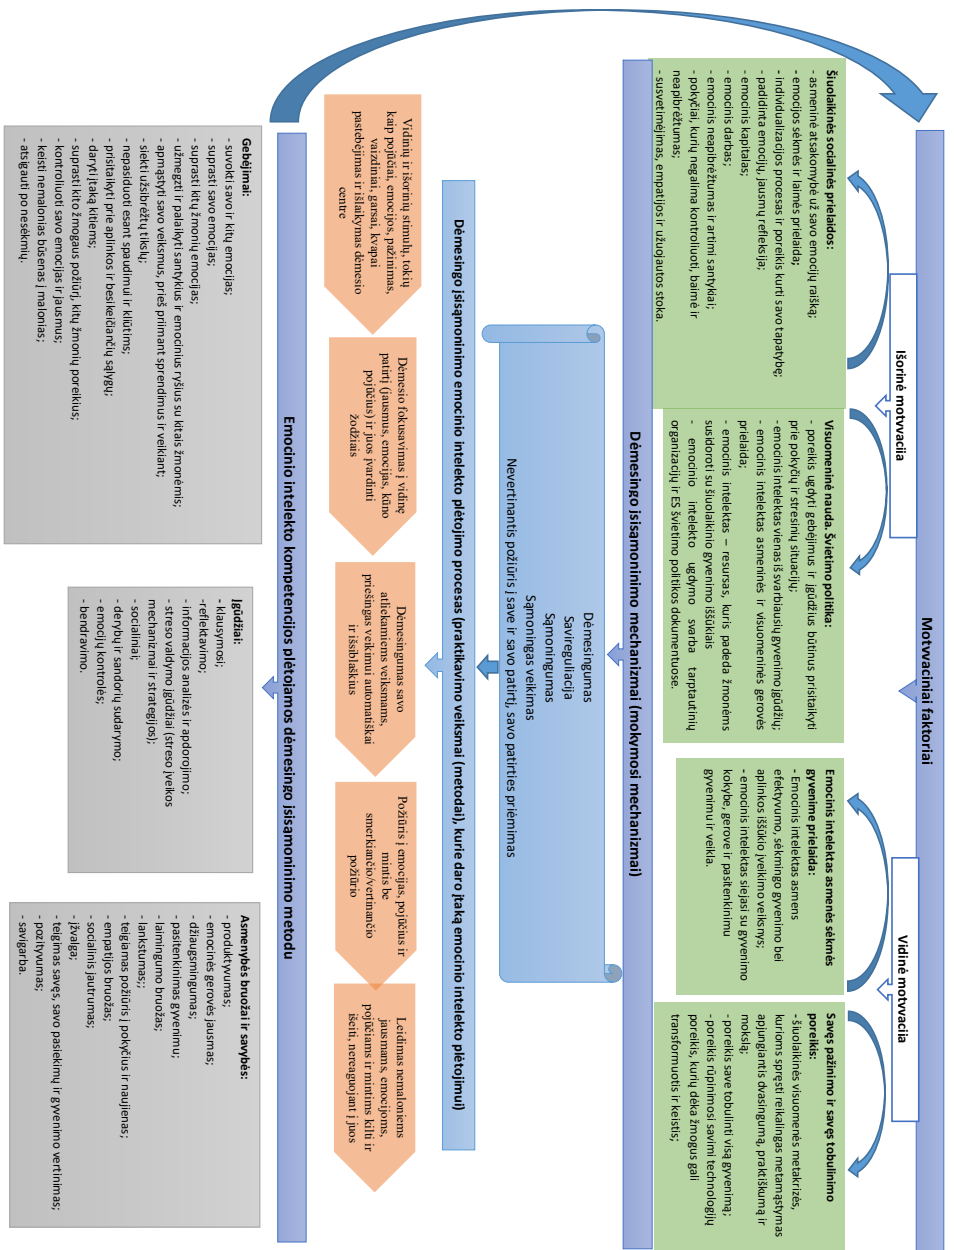 Motyvaciniai faktoriai
Išorinė motyvacija
Vidinė motyvacija
Šiuolaikinės socialinės prielaidos:
- asmeninė atsakomybė už savo emocijų raišką;
- emocijos sėkmės ir laimės prielaida;
- individualizacijos procesas ir poreikis kurti savo tapatybę;
- padidinta emocijų, jausmų refleksija;
- emocinis kapitalas;
- emocinis darbas;
- emocinis neapibrėžtumas ir artimi santykiai;
- pokyčiai, kurių negalima kontroliuoti, baimė ir
neapibrėžtumas;
- susvetimėjimas, empatijos ir užuojautos stoka.
Visuomeninė nauda. Švietimo politika:
- poreikis ugdyti gebėjimus ir įgūdžius būtinus prisitaikyti
prie pokyčių ir stresinių situacijų;
-emocinis intelektas vienas iš svarbiausių gyvenimo įgūdžių;
- emocinis intelektas asmeninės ir visuomeninės gerovės
prielaida;
- emocinis intelektas – resursas, kuris padeda žmonėms
susidoroti su šiuolaikinio gyvenimo iššūkiais
- emocinio intelekto ugdymo svarba tarptautinių
organizacijų ir ES švietimo politikos dokumentuose.
Emocinis intelektas asmenės sėkmės
gyvenime prielaida:
- Emocinis intelektas asmens
efektyvumo, sėkmingo gyvenimo bei
aplinkos iššūkio įveikimo veiksnys;
- emocinis intelektas siejasi su gyvenimo
kokybe, gerove ir pasitenkinimu
gyvenimu ir veikla.
Savęs pažinimo ir savęs tobulinimo
poreikis:
- šiuolaikinės visuomenės metakrizės,
kurioms spręsti reikalingas metamąstymas
apjungiantis dvasingumą, praktiškumą ir
mokslą;
- poreikis save tobulinti visą gyvenimą;
- poreikis rūpinimosi savimi technologijų
poreikis, kurių dėka žmogus gali
transformuotis ir keistis;
Dėmesingo įsisąmoninimo mechanizmai (mokymosi mechanizmai)
Dėmesingumas
Savireguliacija
Sąmoningumas
Sąmoningas veikimas
Nevertinantis požiūris į save ir savo patirtį, savo patirties priėmimas
Dėmesingo įsisąmoninimo emocinio intelekto plėtojimo procesas (praktikavimo veiksmai (metodai), kurie daro įtaką emocinio intelekto plėtojimui)
Vidinių ir išorinių stimulų, tokių
kaip pojūčiai, emocijos, pažinimas,
vaizdiniai, garsai, kvapai
pastebėjimas ir išlaikymas dėmesio
centre
Dėmesio fokusavimas į vidinę
patirtį (jausmus, emocijas, kūno
pojūčius) ir juos įvardinti
žodžiais
Dėmesingumas savo
atliekamiems veiksmams,
priešingas veikimui automatiškai
ir išsiblaškius
Požiūris į emocijas, pojūčius ir
mintis be
smerkiančio/vertinančio
požiūrio
Leidimas nemaloniems
jausmams, emocijoms,
pojūčiams ir mintims kilti ir
išeiti, nereaguojant į juos
Emocinio intelekto kompetencijos plėtojamos dėmesingo įsisąmoninimo metodu
Gebėjimai:
- suvokti savo ir kitų emocijas;
- suprasti savo emocijas;
- suprasti kitų žmonių emocijas;
- užmegzti ir palaikyti santykius ir emocinius ryšius su kitais žmonėmis;
- apmąstyti savo veiksmus, prieš priimant sprendimus ir veikiant;
- siekti užsibrėžtų tikslų;
- nepasiduoti esant spaudimui ir kliūtims;
- prisitaikyti prie aplinkos ir besikeičiančių sąlygų;
- daryti įtaką kitiems;
- suprasti kito žmogaus požiūrį, kitų žmonių poreikius;
- kontroliuoti savo emocijas ir jausmus;
- keisti nemalonias būsenas į malonias;
- atsigauti po nesėkmių.
Įgūdžiai:
- klausymosi;
-reflektavimo;
- informacijos analizės ir apdorojimo;
- streso valdymo įgūdžiai (streso įveikos
mechanizmai ir strategijos);
- socialiniai;
- derybų ir sandorių sudarymo;
- emocijų kontrolės;
- bendravimo.
Asmenybės bruožai ir savybės:
- produktyvumas;
- emocinės gerovės jausmas;
- džiaugsmingumas;
- pasitenkinimas gyvenimu;
- laimingumo bruožas;
- lankstumas;;
- teigiamas požiūris į pokyčius ir naujienas;
- empatijos bruožas;
- socialinis jautrumas;
- įžvalga;
- teigimas savęs, savo pasiekimų ir gyvenimo vertinimas;
- pozityvumas;
- savigarba.